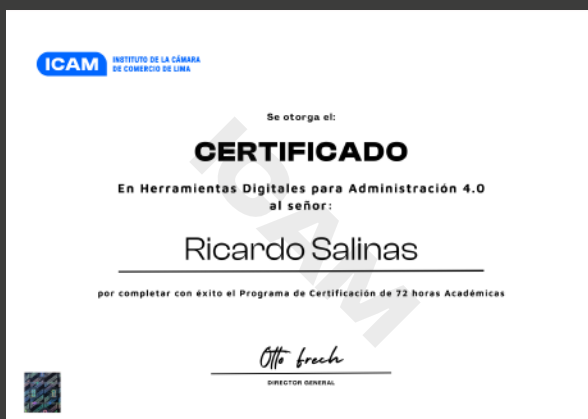 ICAM INSTITUTO DE LA CÁMARA
DE COMERCIO DE LIMA
Se otorga el:
CERTIFICADO
En Herramientas Digitales para Administración 4.0
al señor:
Ricardo Salinas
por completar con éxito el Programa de Certificación de 72 horas Académicas
ICAM
Otto frech
DIRECTOR GENERAL